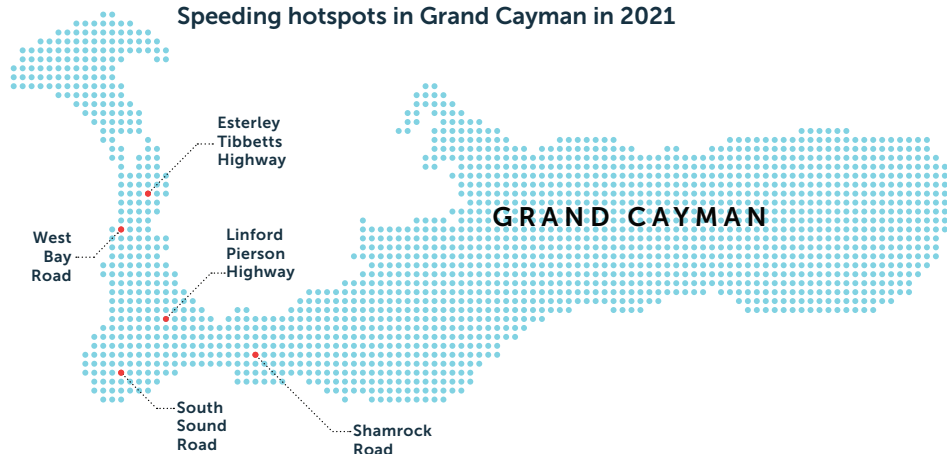 Speeding hotspots in Grand Cayman in 2021
Esterley
Tibbetts
Highway
GRAND CAYMAN
West
Bay
Road
Linford
Pierson
Highway
South
Sound
Road
Shamrock
Road